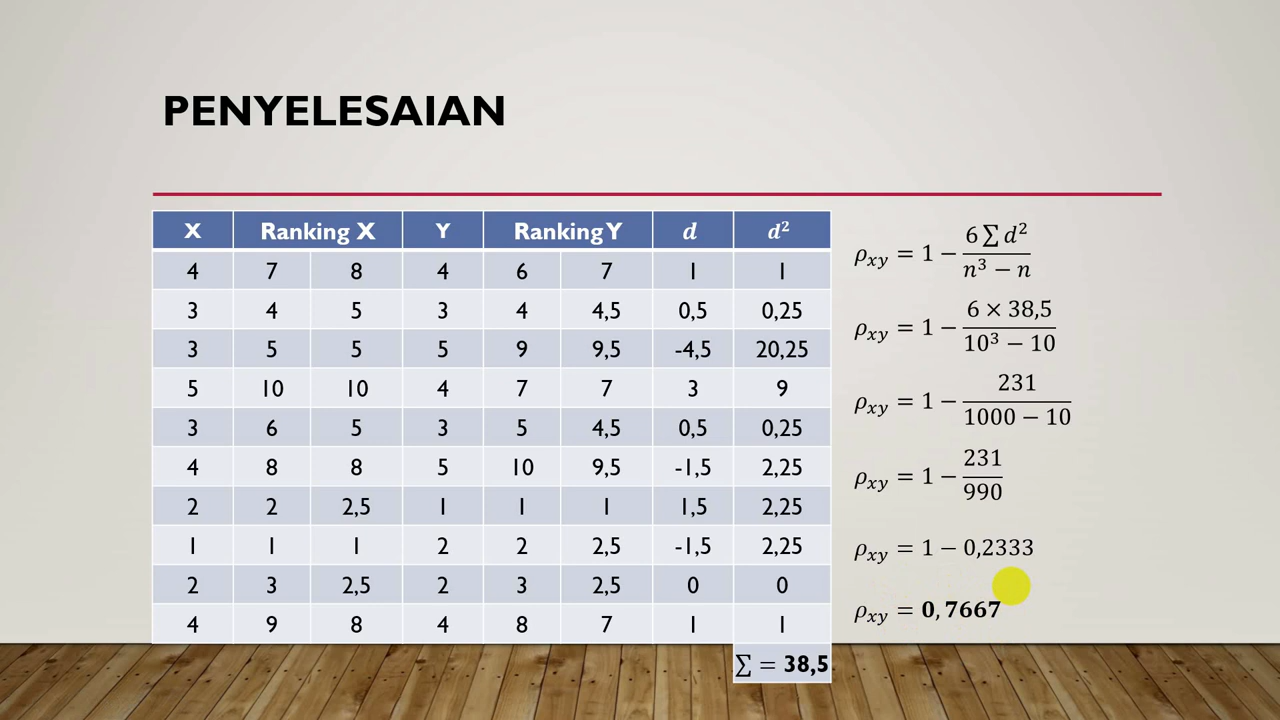 PENYELESAIAN
X Ranking X Y Ranking Y d d²
4 7 8 4 6 7 1 1
3 4 5 3 4 4,5 0,5 0,25
3 5 5 5 9 9,5 -4,5 20,25
5 10 10 4 7 7 3 9
3 6 5 3 5 4,5 0,5 0,25
4 8 8 5 10 9,5 -1,5 2,25
2 2 2,5 1 1 1 1,5 2,25
1 1 1 2 2 2,5 -1,5 2,25
2 3 2,5 2 3 2,5 0 0
4 9 8 4 8 7 1 1
∑ = 38,5
ρxy = 1 − 6 ∑ d² / n³ − n
ρxy = 1 − 6 × 38,5 / 10³ − 10
ρxy = 1 − 231 / 1000 − 10
ρxy = 1 − 231 / 990
ρxy = 1 − 0,2333
ρxy = 0,7667